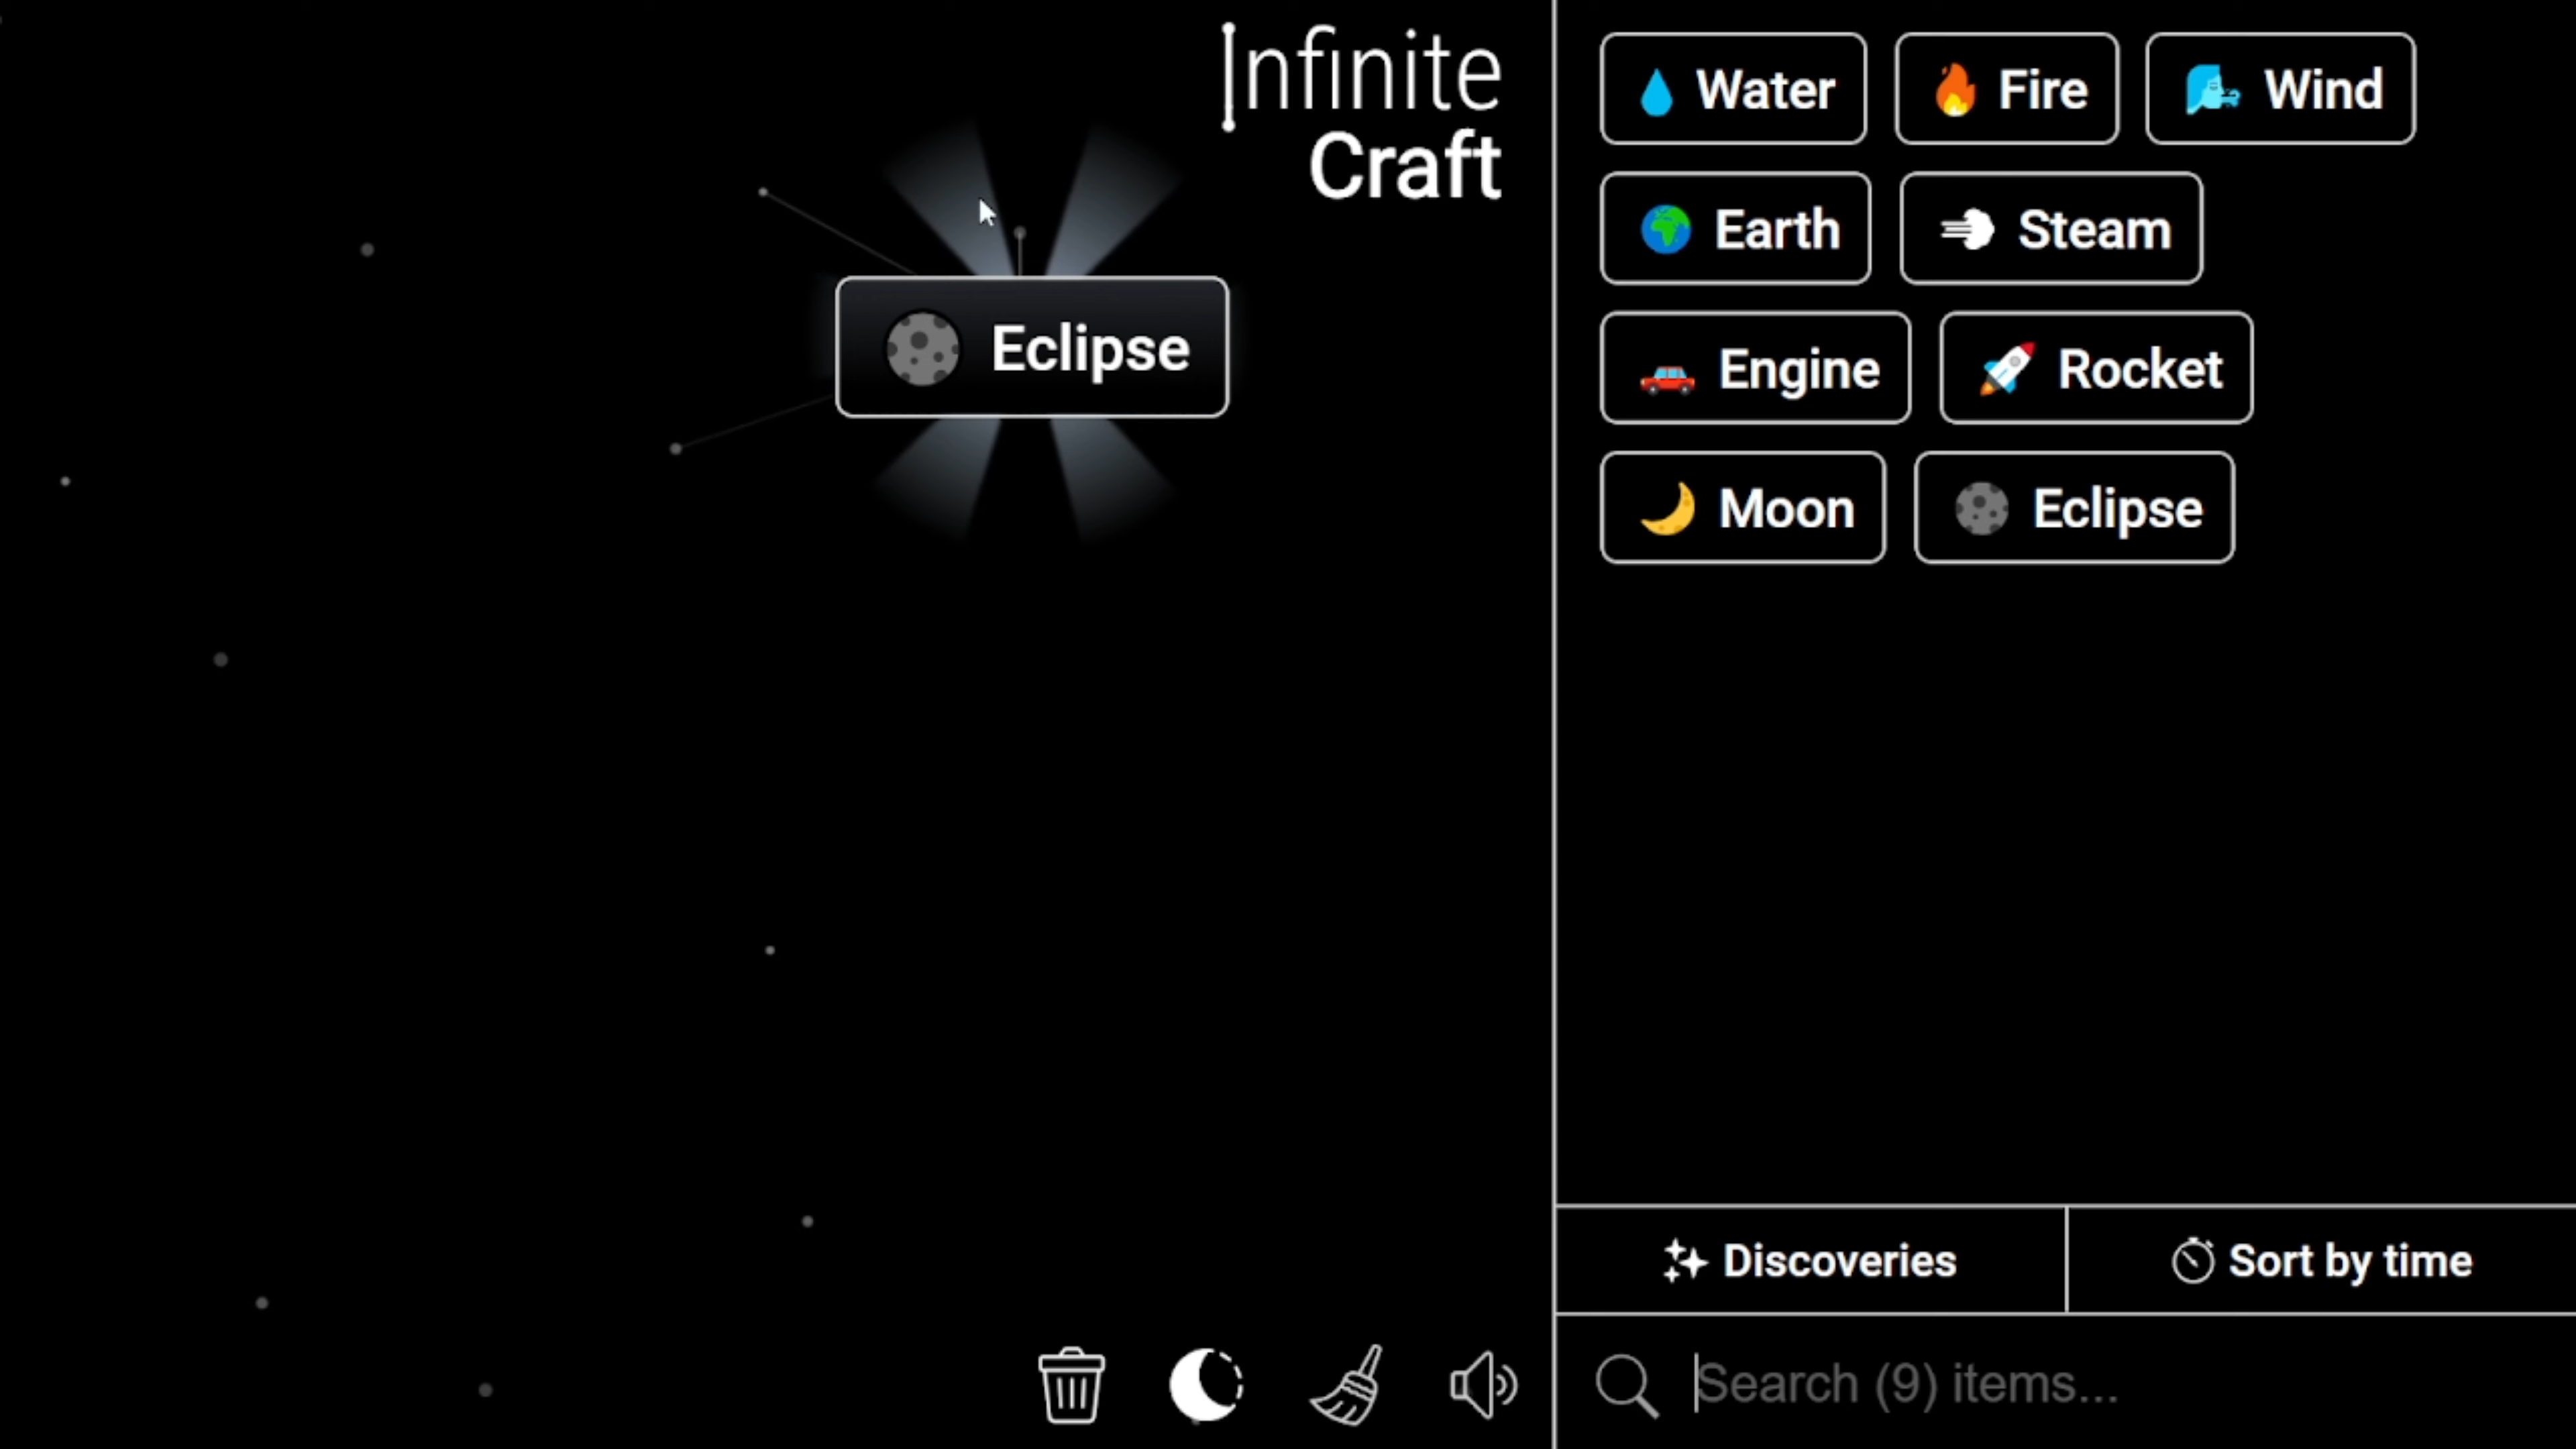 Infinite
Craft
Eclipse
Water Fire Wind
Earth Steam
Engine Rocket
Moon Eclipse
Discoveries Sort by time
Search (9) items...